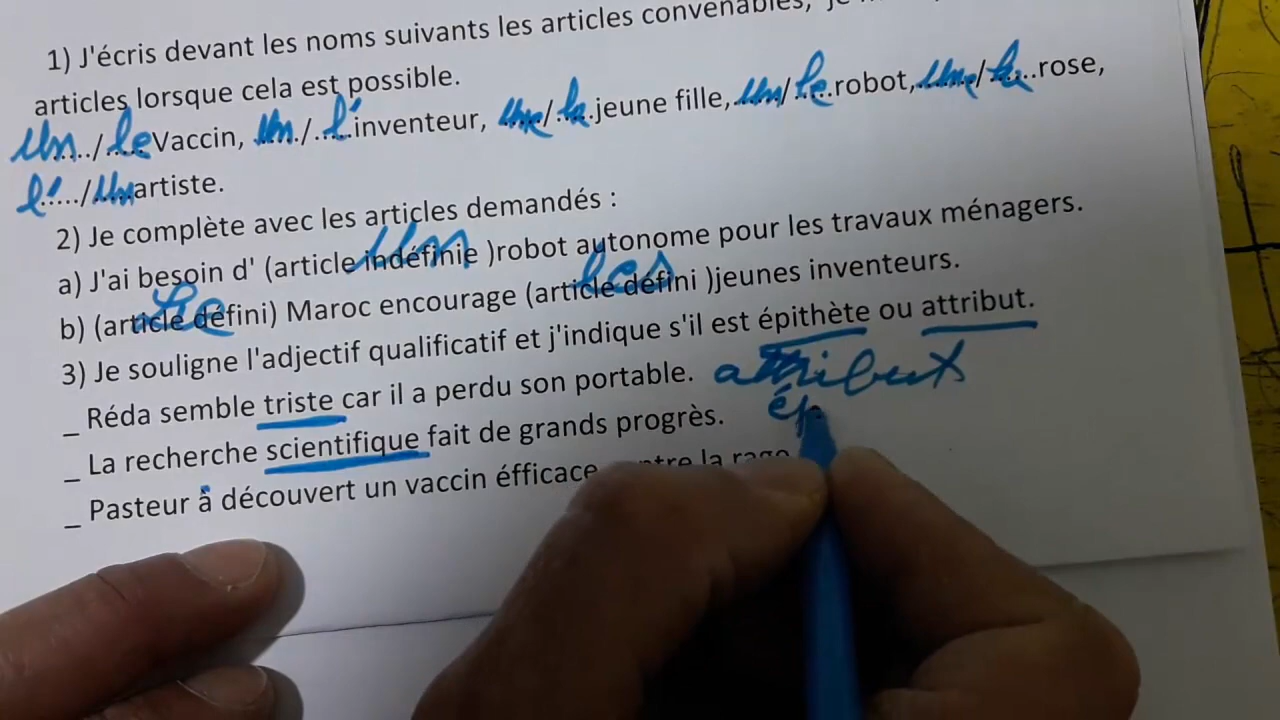 1) J'écris devant les noms suivants les articles convenables,
articles lorsque cela est possible.
Un...../.le Vaccin, Un..../..l'..inventeur, Une/.la.jeune fille, Un/.le.robot, Une/.la..rose,
l'...../Un artiste.
2) Je complète avec les articles demandés :
a) J'ai besoin d' (article indéfinie )robot autonome pour les travaux ménagers.
Un
b) (article défini) Maroc encourage (article défini )jeunes inventeurs.
Le les
3) Je souligne l'adjectif qualificatif et j'indique s'il est épithète ou attribut.
_ Réda semble triste car il a perdu son portable. attribut
_ La recherche scientifique fait de grands progrès. ép
_ Pasteur à découvert un vaccin éfficace contre la rage